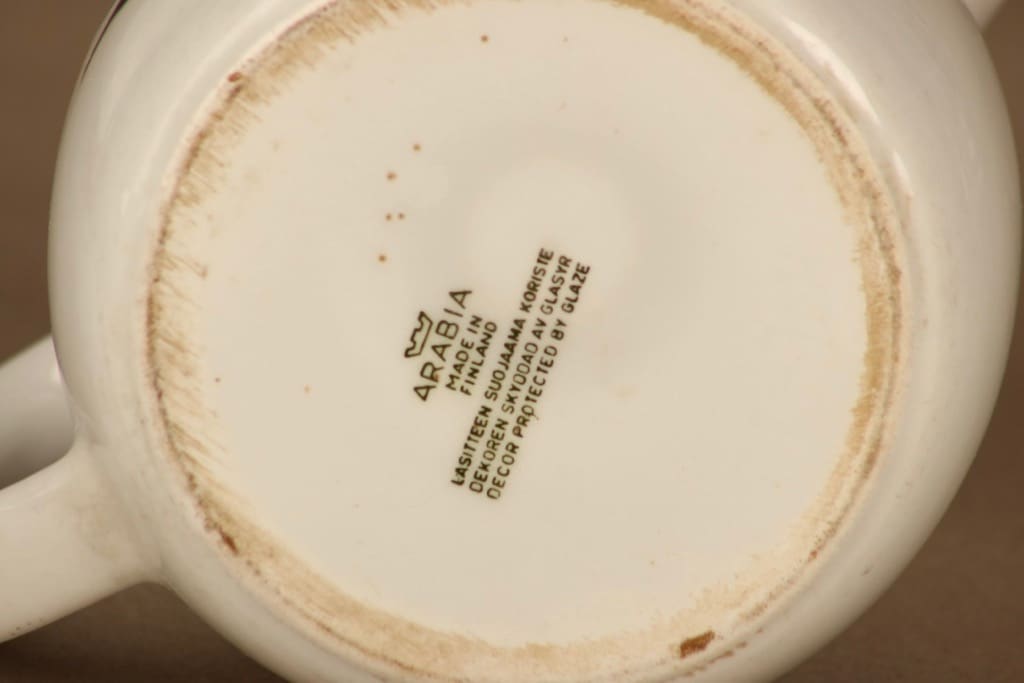 ARABIA
MADE IN
FINLAND
LASITTEEN SUOJAAMA KORISTE
DEKOREN SKYDDAD AV GLASYR
DECOR PROTECTED BY GLAZE